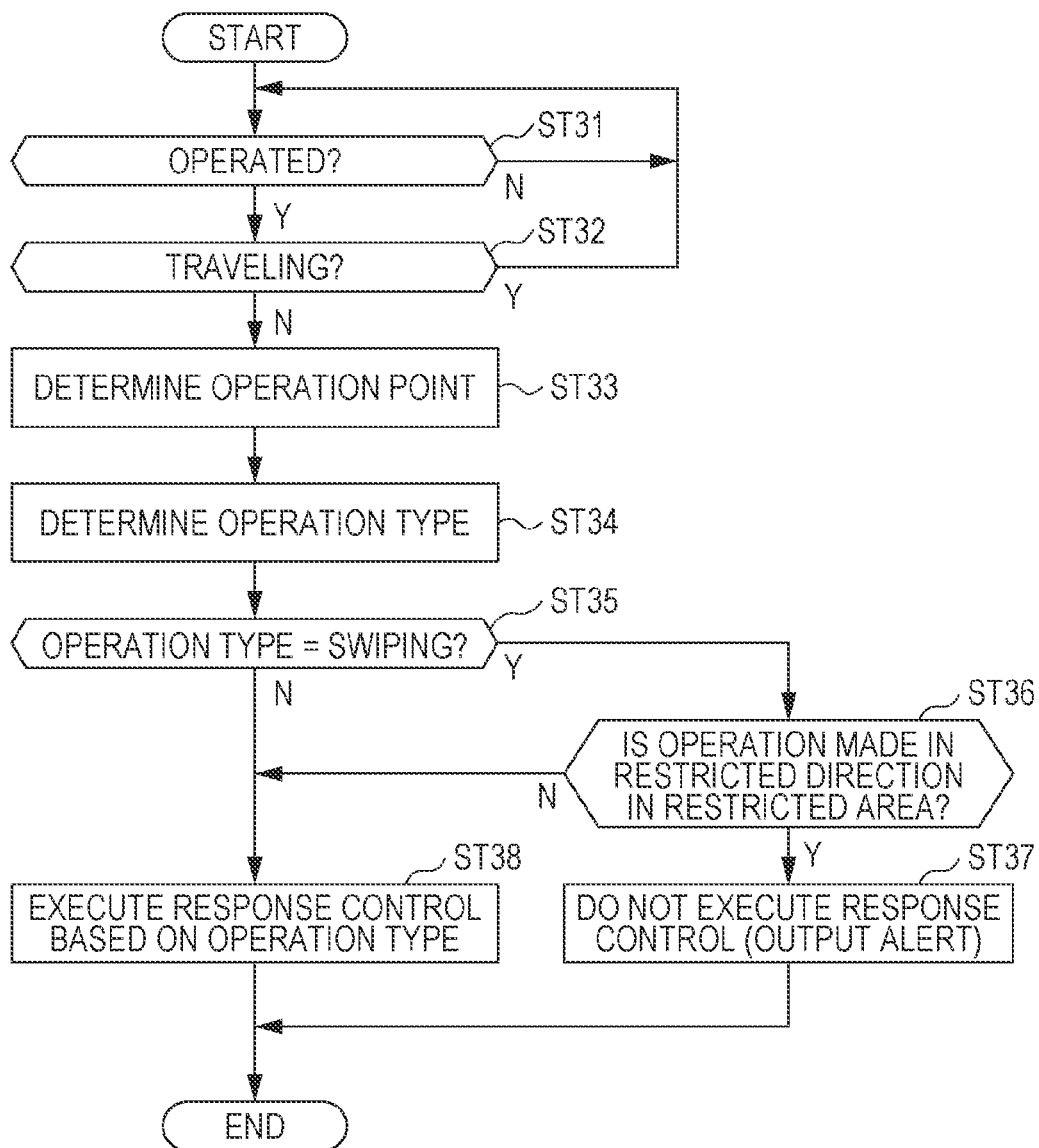 START
ST31
OPERATED?
N
Y
ST32
TRAVELING?
Y
N
DETERMINE OPERATION POINT
ST33
DETERMINE OPERATION TYPE
ST34
ST35
OPERATION TYPE = SWIPING?
Y
N
ST36
IS OPERATION MADE IN
RESTRICTED DIRECTION
IN RESTRICTED AREA?
N
Y
ST38
EXECUTE RESPONSE CONTROL
BASED ON OPERATION TYPE
ST37
DO NOT EXECUTE RESPONSE
CONTROL (OUTPUT ALERT)
END